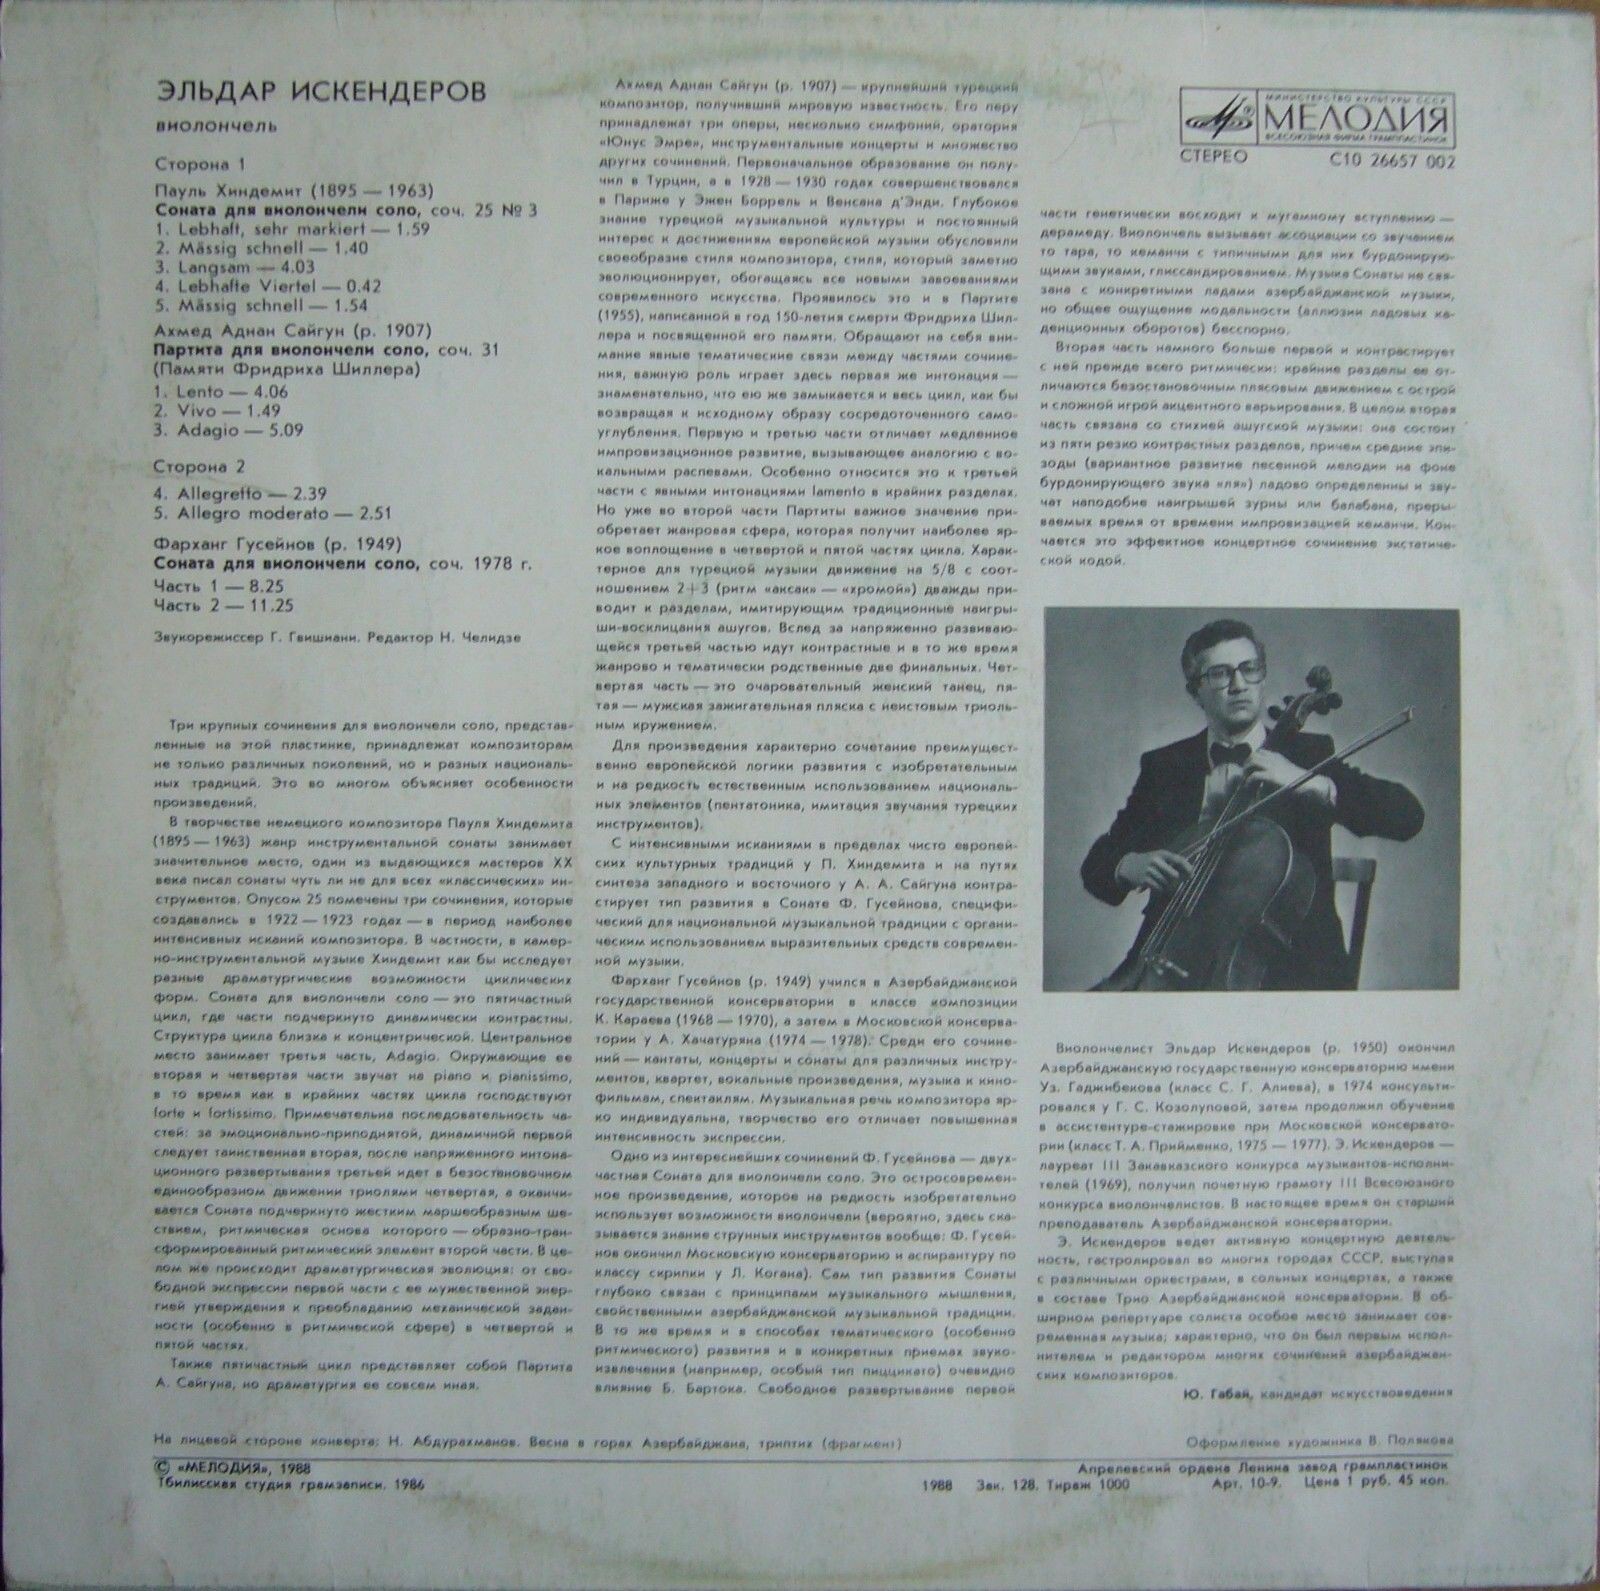 ЭЛЬДАР ИСКЕНДЕРОВ
виолончель
Сторона 1
Пауль Хиндемит (1895 — 1963)
Соната для виолончели соло, соч. 25 № 3
1. Lebhaft, sehr markiert — 1.59
2. Mässig schnell — 1.40
3. Langsam — 4.03
4. Lebhafte Viertel — 0.42
5. Mässig schnell — 1.54
Ахмед Аднан Сайгун (р. 1907)
Партита для виолончели соло, соч. 31
(Памяти Фридриха Шиллера)
1. Lento — 4.06
2. Vivo — 1.49
3. Adagio — 5.09
Сторона 2
4. Allegretto — 2.39
5. Allegro moderato — 2.51
Фарханг Гусейнов (р. 1949)
Соната для виолончели соло, соч. 1978 г.
Часть 1 — 8.25
Часть 2 — 11.25
Звукорежиссер Г. Гвишиани. Редактор Н. Челидзе
Три крупных сочинения для виолончели соло, представ-
ленные на этой пластинке, принадлежат композиторам
не только различных поколений, но и разных националь-
ных традиций. Это во многом объясняет особенности
произведений.
В творчестве немецкого композитора Пауля Хиндемита
(1895 — 1963) жанр инструментальной сонаты занимает
значительное место, один из выдающихся мастеров XX
века писал сонаты чуть ли не для всех «классических» ин-
струментов. Опусом 25 помечены три сочинения, которые
создавались в 1922 — 1923 годах — в период наиболее
интенсивных исканий композитора. В частности, в камер-
но-инструментальной музыке Хиндемит как бы исследует
разные драматургические возможности циклических
форм. Соната для виолончели соло — это пятичастный
цикл, где части подчеркнуто динамически контрастны.
Структура цикла близка к концентрической. Центральное
место занимает третья часть, Adagio. Окружающие ее
вторая и четвертая части звучат на piano и pianissimo,
в то время как в крайних частях цикла господствуют
forte и fortissimo. Примечательна последовательность ча-
стей: за эмоционально-приподнятой, динамичной первой
следует таинственная вторая, после напряженного интона-
ционного развертывания третьей идет в безостановочном
единообразном движении триолями четвертая, а оканчи-
вается Соната подчеркнуто жестким маршеобразным ше-
ствием, ритмическая основа которого — образно-тран-
сформированный ритмический элемент второй части. В це-
лом же происходит драматургическая эволюция: от сво-
бодной экспрессии первой части с ее мужественной энер-
гией утверждения к преобладанию механической задан-
ности (особенно в ритмической сфере) в четвертой и
пятой частях.
Также пятичастный цикл представляет собой Партита
А. Сайгуна, но драматургия ее совсем иная.
Ахмед Аднан Сайгун (р. 1907) — крупнейший турецкий
композитор, получивший мировую известность. Его перу
принадлежат три оперы, несколько симфоний, оратория
«Юнус Эмре», инструментальные концерты и множество
других сочинений. Первоначальное образование он полу-
чил в Турции, а в 1928 — 1930 годах совершенствовался
в Париже у Эжен Боррель и Венсана д'Энди. Глубокое
знание турецкой музыкальной культуры и постоянный
интерес к достижениям европейской музыки обусловили
своеобразие стиля композитора, стиля, который заметно
эволюционирует, обогащаясь все новыми завоеваниями
современного искусства. Проявилось это и в Партите
(1955), написанной в год 150-летия смерти Фридриха Шил-
лера и посвященной его памяти. Обращают на себя вни-
мание явные тематические связи между частями сочине-
ния, важную роль играет здесь первая же интонация —
знаменательно, что ею же замыкается и весь цикл, как бы
возвращая к исходному образу сосредоточенного само-
углубления. Первую и третью части отличает медленное
импровизационное развитие, вызывающее аналогию с во-
кальными распевами. Особенно относится это к третьей
части с явными интонациями lamento в крайних разделах.
Но уже во второй части Партиты важное значение при-
обретает жанровая сфера, которая получит наиболее яр-
кое воплощение в четвертой и пятой частях цикла. Харак-
терное для турецкой музыки движение на 5/8 с соот-
ношением 2+3 (ритм «аксак» — «хромой») дважды при-
водит к разделам, имитирующим традиционные наигры-
ши-восклицания ашугов. Вслед за напряженно развиваю-
щейся третьей частью идут контрастные и в то же время
жанрово и тематически родственные две финальных. Чет-
вертая часть — это очаровательный женский танец, пя-
тая — мужская зажигательная пляска с неистовым триоль-
ным кружением.
Для произведения характерно сочетание преимущест-
венно европейской логики развития с изобретательным
и на редкость естественным использованием националь-
ных элементов (пентатоника, имитация звучания турецких
инструментов).
С интенсивными исканиями в пределах чисто европей-
ских культурных традиций у П. Хиндемита и на путях
синтеза западного и восточного у А. А. Сайгуна контра-
стирует тип развития в Сонате Ф. Гусейнова, специфи-
ческий для национальной музыкальной традиции с органи-
ческим использованием выразительных средств современ-
ной музыки.
Фарханг Гусейнов (р. 1949) учился в Азербайджанской
государственной консерватории в классе композиции
К. Караева (1968 — 1970), а затем в Московской консерва-
тории у А. Хачатуряна (1974 — 1978). Среди его сочине-
ний — кантаты, концерты и сонаты для различных инстру-
ментов, квартет, вокальные произведения, музыка к кино-
фильмам, спектаклям. Музыкальная речь композитора яр-
ко индивидуальна, творчество его отличает повышенная
интенсивность экспрессии.
Одно из интереснейших сочинений Ф. Гусейнова — двух-
частная Соната для виолончели соло. Это остросовремен-
ное произведение, которое на редкость изобретательно
использует возможности виолончели (вероятно, здесь ска-
зывается знание струнных инструментов вообще: Ф. Гусей-
нов окончил Московскую консерваторию и аспирантуру по
классу скрипки у Л. Когана). Сам тип развития Сонаты
глубоко связан с принципами музыкального мышления,
свойственными азербайджанской музыкальной традиции.
В то же время и в способах тематического (особенно
ритмического) развития и в конкретных приемах звуко-
извлечения (например, особый тип пиццикато) очевидно
влияние Б. Бартока. Свободное развертывание первой
МИНИСТЕРСТВО КУЛЬТУРЫ СССР
МЕЛОДИЯ
ВСЕСОЮЗНАЯ ФИРМА ГРАМПЛАСТИНОК
СТЕРЕО С10 26657 002
части генетически восходит к мугамному вступлению —
дерамеду. Виолончель вызывает ассоциации со звучанием
то тара, то кеманчи с типичными для них бурдонирую-
щими звуками, глиссандированием. Музыка Сонаты не свя-
зана с конкретными ладами азербайджанской музыки,
но общее ощущение модальности (аллюзии ладовых ка-
денционных оборотов) бесспорно.
Вторая часть намного больше первой и контрастирует
с ней прежде всего ритмически: крайние разделы ее от-
личаются безостановочным плясовым движением с острой
и сложной игрой акцентного варьирования. В целом вторая
часть связана со стихией ашугской музыки: она состоит
из пяти резко контрастных разделов, причем средние эпи-
зоды (вариантное развитие песенной мелодии на фоне
бурдонирующего звука «ля») ладово определенны и зву-
чат наподобие наигрышей зурны или балабана, преры-
ваемых время от времени импровизацией кеманчи. Кон-
чается это эффектное концертное сочинение экстатиче-
ской кодой.
Виолончелист Эльдар Искендеров (р. 1950) окончил
Азербайджанскую государственную консерваторию имени
Уз. Гаджибекова (класс С. Г. Алиева), в 1974 консульти-
ровался у Г. С. Козолуповой, затем продолжил обучение
в ассистентуре-стажировке при Московской консервато-
рии (класс Т. А. Прийменко, 1975 — 1977). Э. Искендеров —
лауреат III Закавказского конкурса музыкантов-исполни-
телей (1969), получил почетную грамоту III Всесоюзного
конкурса виолончелистов. В настоящее время он старший
преподаватель Азербайджанской консерватории.
Э. Искендеров ведет активную концертную деятель-
ность, гастролировал во многих городах СССР, выступая
с различными оркестрами, в сольных концертах, а также
в составе Трио Азербайджанской консерватории. В об-
ширном репертуаре солиста особое место занимает сов-
ременная музыка; характерно, что он был первым испол-
нителем и редактором многих сочинений азербайджан-
ских композиторов.
Ю. Габай, кандидат искусствоведения
На лицевой стороне конверта: Н. Абдурахманов. Весна в горах Азербайджана, триптих (фрагмент)
Оформление художника В. Полякова
© «МЕЛОДИЯ», 1988
Тбилисская студия грамзаписи. 1986
Апрелевский ордена Ленина завод грампластинок
1988 Зак. 128. Тираж 1000 Арт. 10-9. Цена 1 руб. 45 коп.